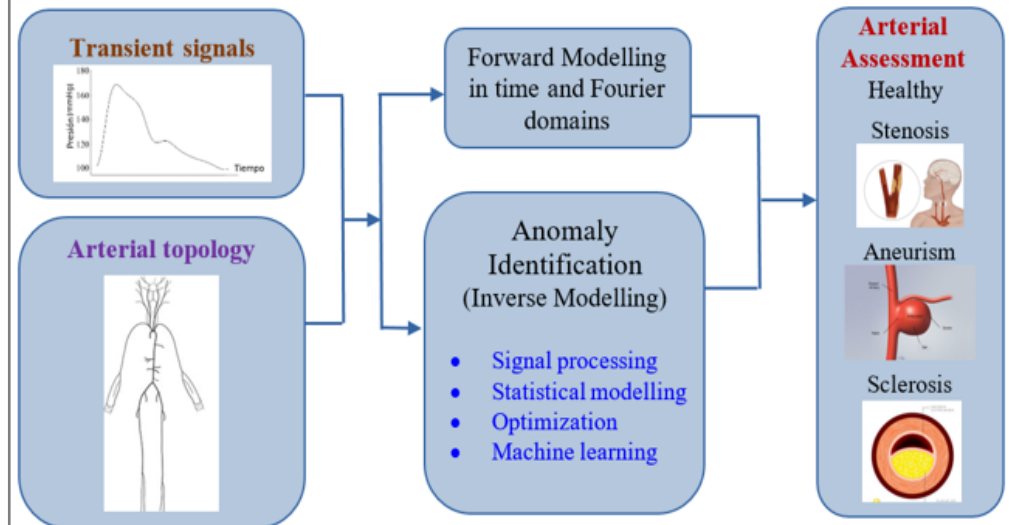 Transient signals
Presión(mmHg)
180
160
140
120
100
Tiempo
Arterial topology
Forward Modelling
in time and Fourier
domains
Anomaly
Identification
(Inverse Modelling)
• Signal processing
• Statistical modelling
• Optimization
• Machine learning
Arterial
Assessment
Healthy
Stenosis
Aneurism
Sclerosis